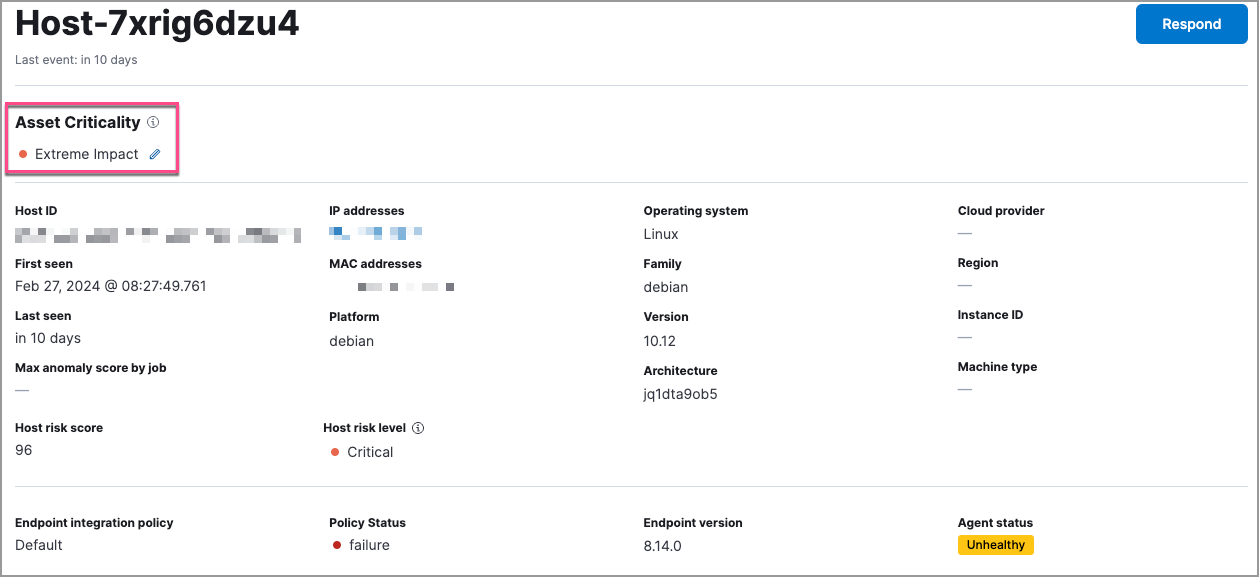 Host-7xrig6dzu4
Respond
Last event: in 10 days
Asset Criticality
Extreme Impact
Host ID
IP addresses
Operating system
Linux
Cloud provider
—
First seen
Feb 27, 2024 @ 08:27:49.761
MAC addresses
Family
debian
Region
—
Last seen
in 10 days
Platform
debian
Version
10.12
Instance ID
—
Max anomaly score by job
—
Architecture
jq1dta9ob5
Machine type
—
Host risk score
96
Host risk level
Critical
Endpoint integration policy
Default
Policy Status
failure
Endpoint version
8.14.0
Agent status
Unhealthy